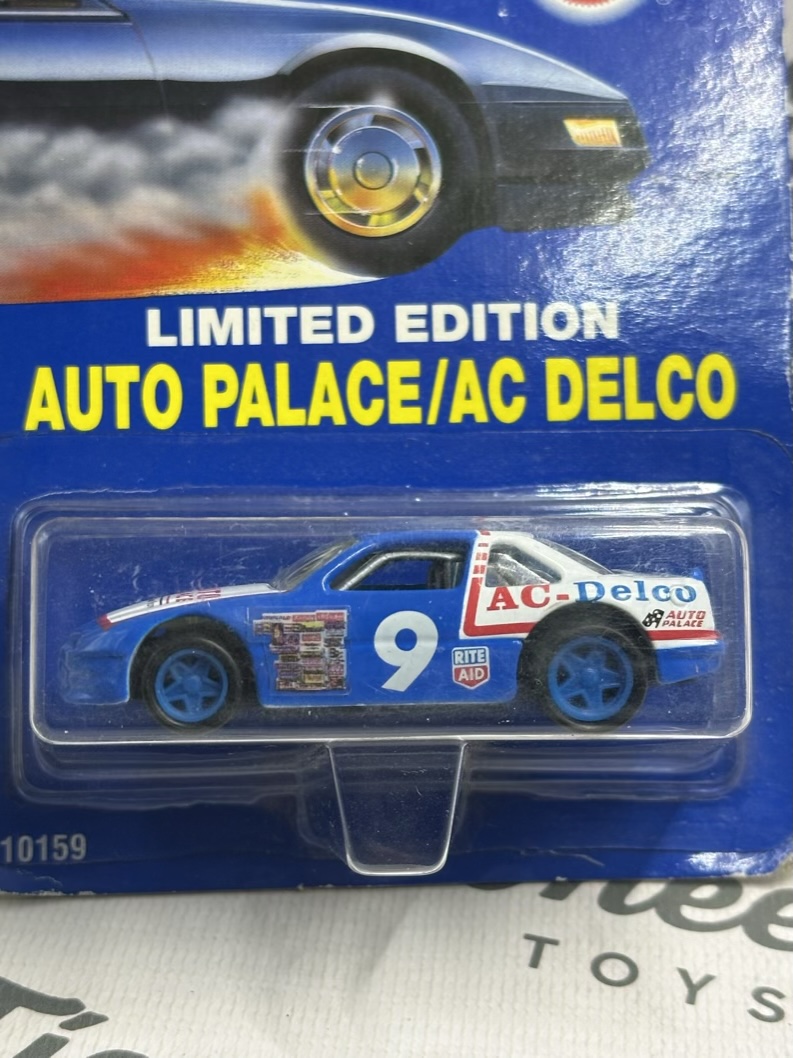 LIMITED EDITION
AUTO PALACE/AC DELCO
AC-Delco
AUTO
PALACE
9
RITE
AID
10159
TOYS